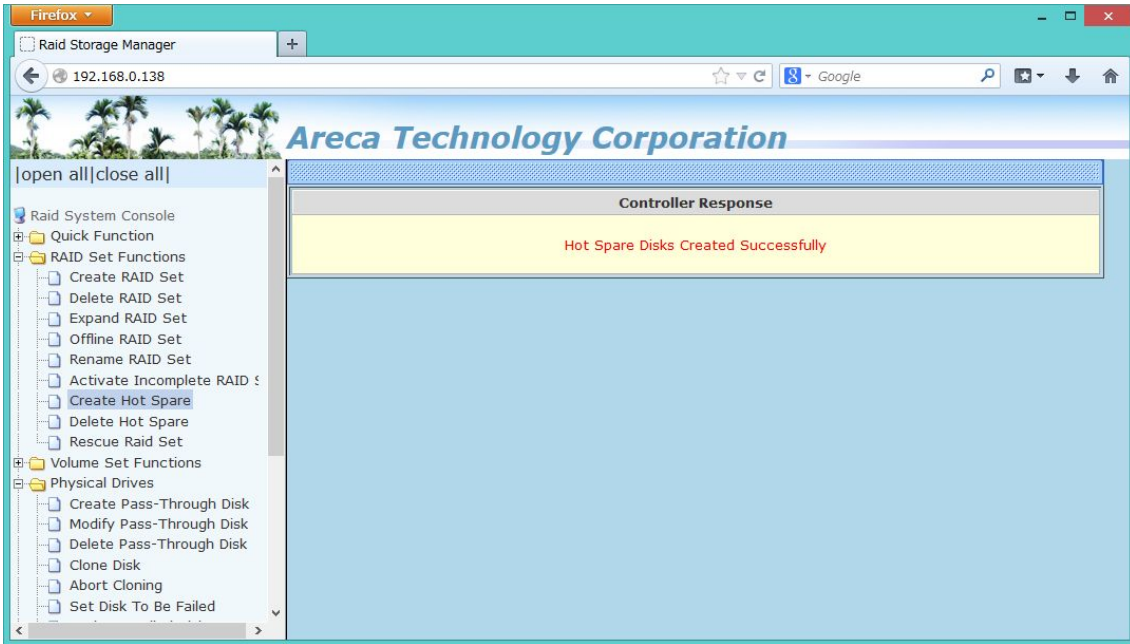 Firefox
Raid Storage Manager
+
192.168.0.138
8 Google
Areca Technology Corporation
|open all|close all|
Raid System Console
Quick Function
RAID Set Functions
Create RAID Set
Delete RAID Set
Expand RAID Set
Offline RAID Set
Rename RAID Set
Activate Incomplete RAID
Create Hot Spare
Delete Hot Spare
Rescue Raid Set
Volume Set Functions
Physical Drives
Create Pass-Through Disk
Modify Pass-Through Disk
Delete Pass-Through Disk
Clone Disk
Abort Cloning
Set Disk To Be Failed
Controller Response
Hot Spare Disks Created Successfully